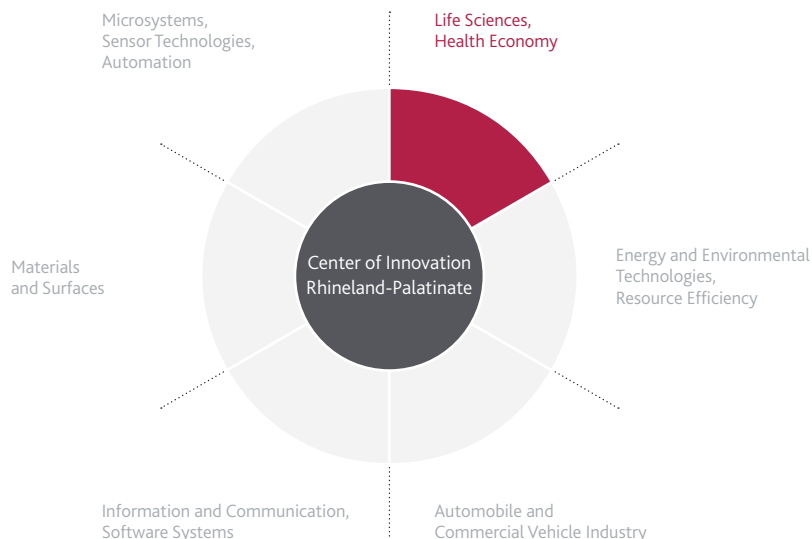 Microsystems,
Sensor Technologies,
Automation
Life Sciences,
Health Economy
Center of Innovation
Rhineland-Palatinate
Energy and Environmental
Technologies,
Resource Efficiency
Materials
and Surfaces
Information and Communication,
Software Systems
Automobile and
Commercial Vehicle Industry